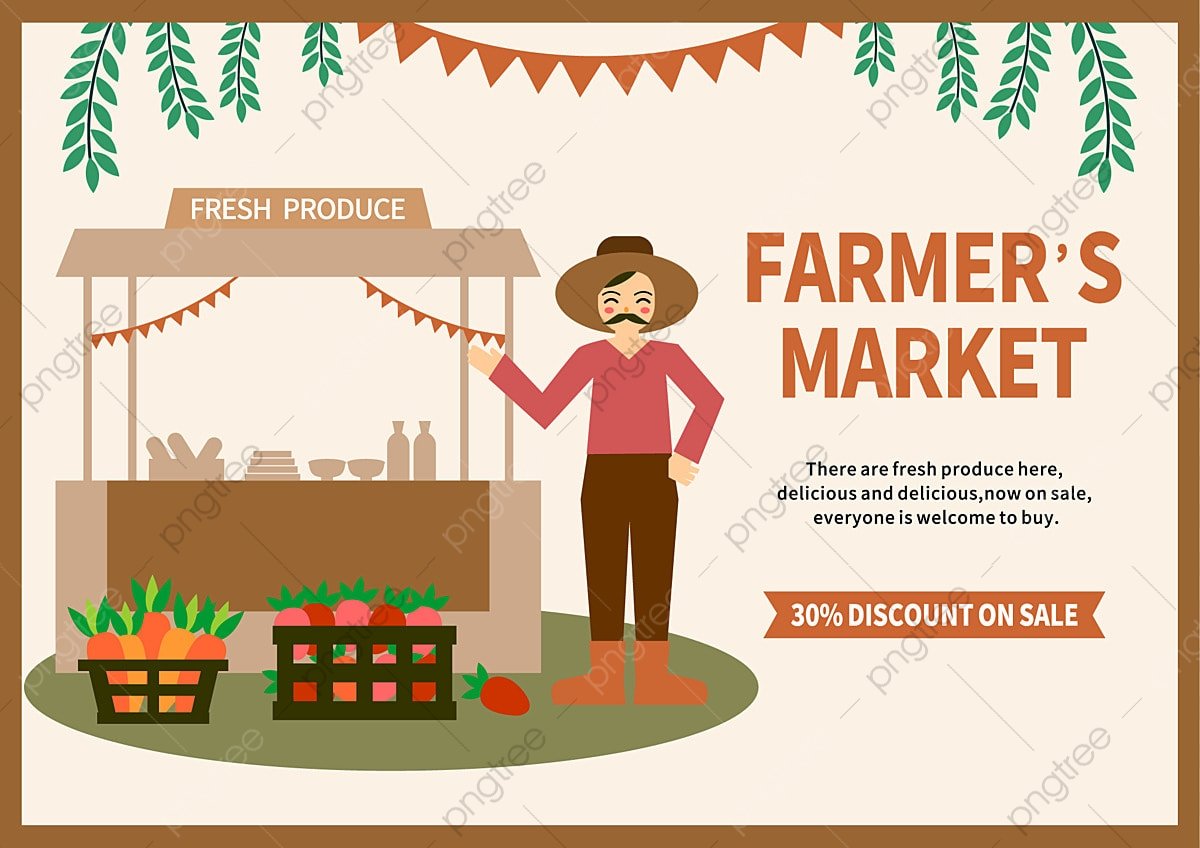 FRESH PRODUCE
FARMER'S
MARKET
There are fresh produce here,
delicious and delicious,now on sale,
everyone is welcome to buy.
30% DISCOUNT ON SALE
pngtree